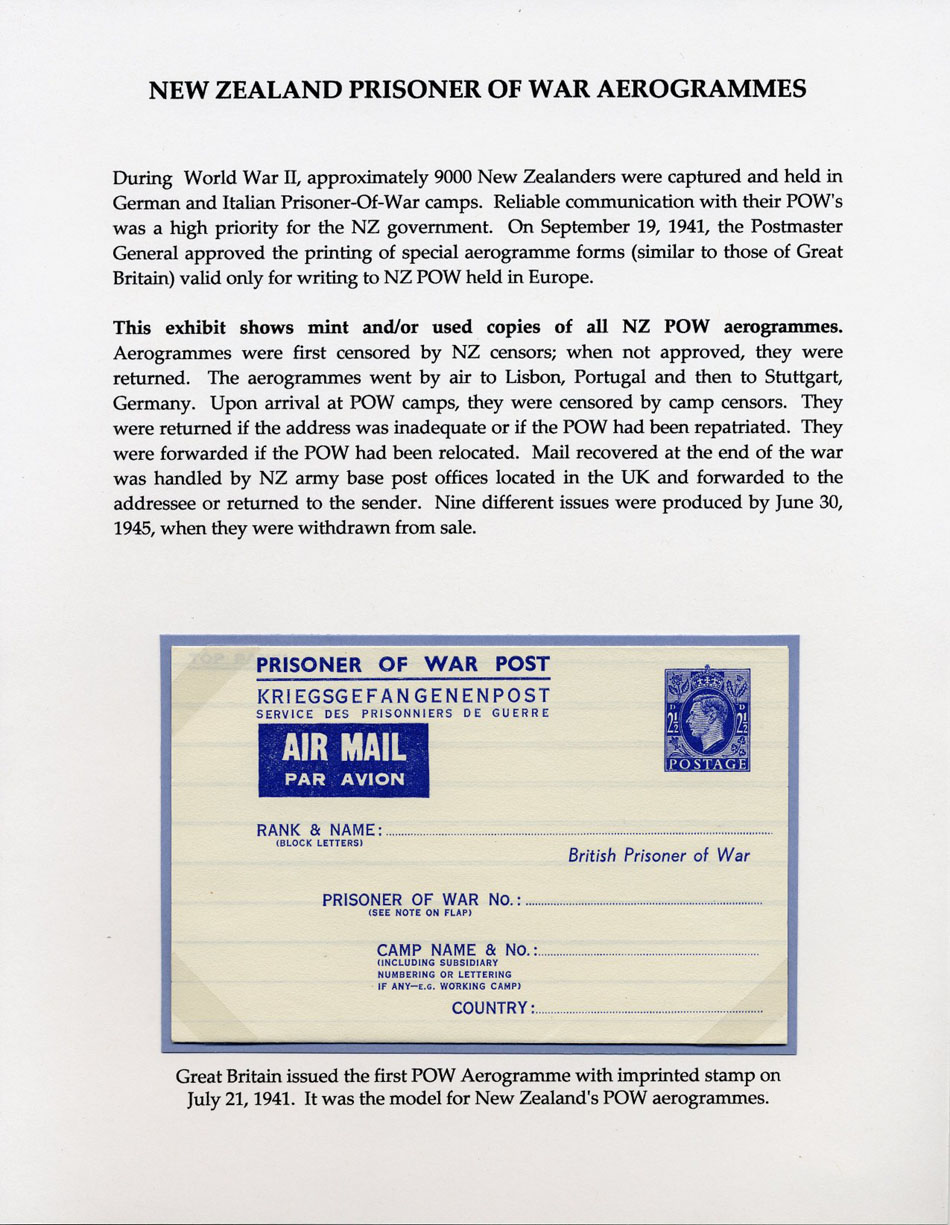 NEW ZEALAND PRISONER OF WAR AEROGRAMMES
During World War II, approximately 9000 New Zealanders were captured and held in
German and Italian Prisoner-Of-War camps. Reliable communication with their POW's
was a high priority for the NZ government. On September 19, 1941, the Postmaster
General approved the printing of special aerogramme forms (similar to those of Great
Britain) valid only for writing to NZ POW held in Europe.
This exhibit shows mint and/or used copies of all NZ POW aerogrammes.
Aerogrammes were first censored by NZ censors; when not approved, they were
returned. The aerogrammes went by air to Lisbon, Portugal and then to Stuttgart,
Germany. Upon arrival at POW camps, they were censored by camp censors. They
were returned if the address was inadequate or if the POW had been repatriated. They
were forwarded if the POW had been relocated. Mail recovered at the end of the war
was handled by NZ army base post offices located in the UK and forwarded to the
addressee or returned to the sender. Nine different issues were produced by June 30,
1945, when they were withdrawn from sale.
PRISONER OF WAR POST
KRIEGSGEFANGENENPOST
SERVICE DES PRISONNIERS DE GUERRE
AIR MAIL
PAR AVION
D D
2½ 2½
POSTAGE
RANK & NAME:
(BLOCK LETTERS)
British Prisoner of War
PRISONER OF WAR No.:
(SEE NOTE ON FLAP)
CAMP NAME & No.:
(INCLUDING SUBSIDIARY
NUMBERING OR LETTERING
IF ANY—E.G. WORKING CAMP)
COUNTRY:
Great Britain issued the first POW Aerogramme with imprinted stamp on
July 21, 1941. It was the model for New Zealand's POW aerogrammes.